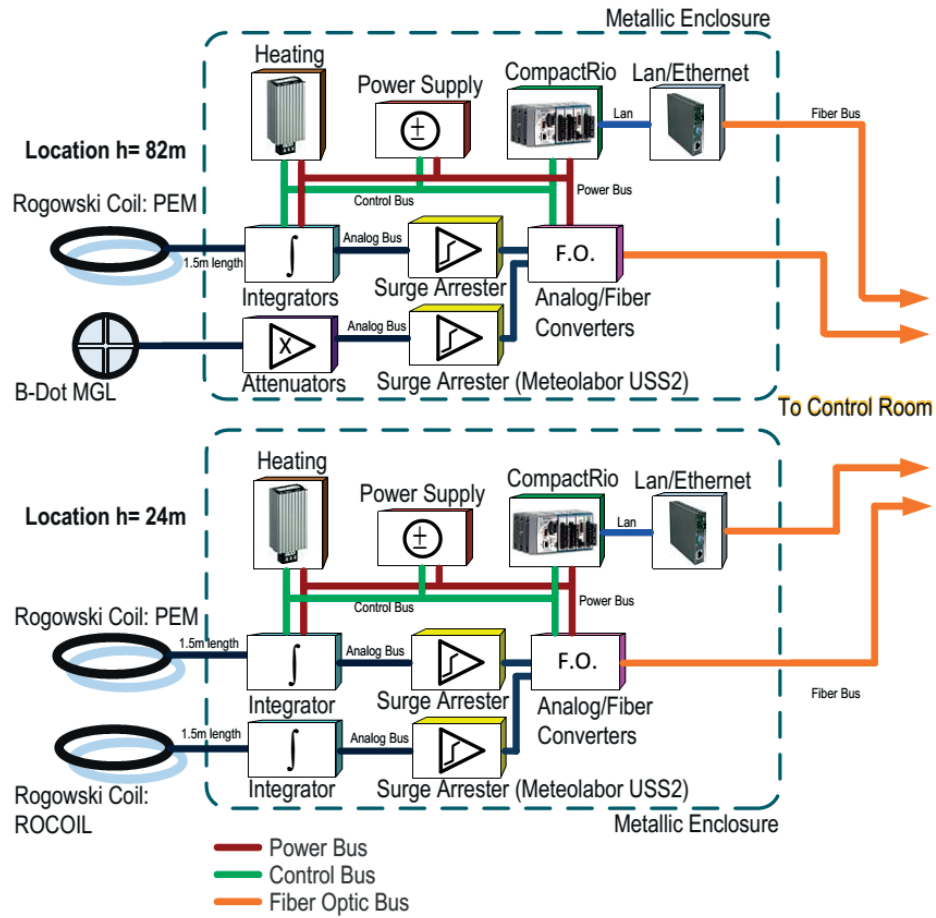 Metallic Enclosure
Heating
Power Supply
CompactRio
Lan/Ethernet
±
Lan
Fiber Bus
Location h= 82m
Rogowski Coil: PEM
Control Bus
Power Bus
1.5m length
∫
Analog Bus
F.O.
Integrators
Surge Arrester
Analog/Fiber
Converters
Analog Bus
X
B-Dot MGL
Attenuators
Surge Arrester (Meteolabor USS2)
To Control Room
Heating
Power Supply
CompactRio
Lan/Ethernet
Location h= 24m
±
Lan
Control Bus
Power Bus
Rogowski Coil: PEM
1.5m length
∫
Analog Bus
F.O.
Integrator
Surge Arrester
Analog/Fiber
Converters
Fiber Bus
1.5m length
∫
Analog Bus
Rogowski Coil:
ROCOIL
Integrator
Surge Arrester (Meteolabor USS2)
Metallic Enclosure
Power Bus
Control Bus
Fiber Optic Bus